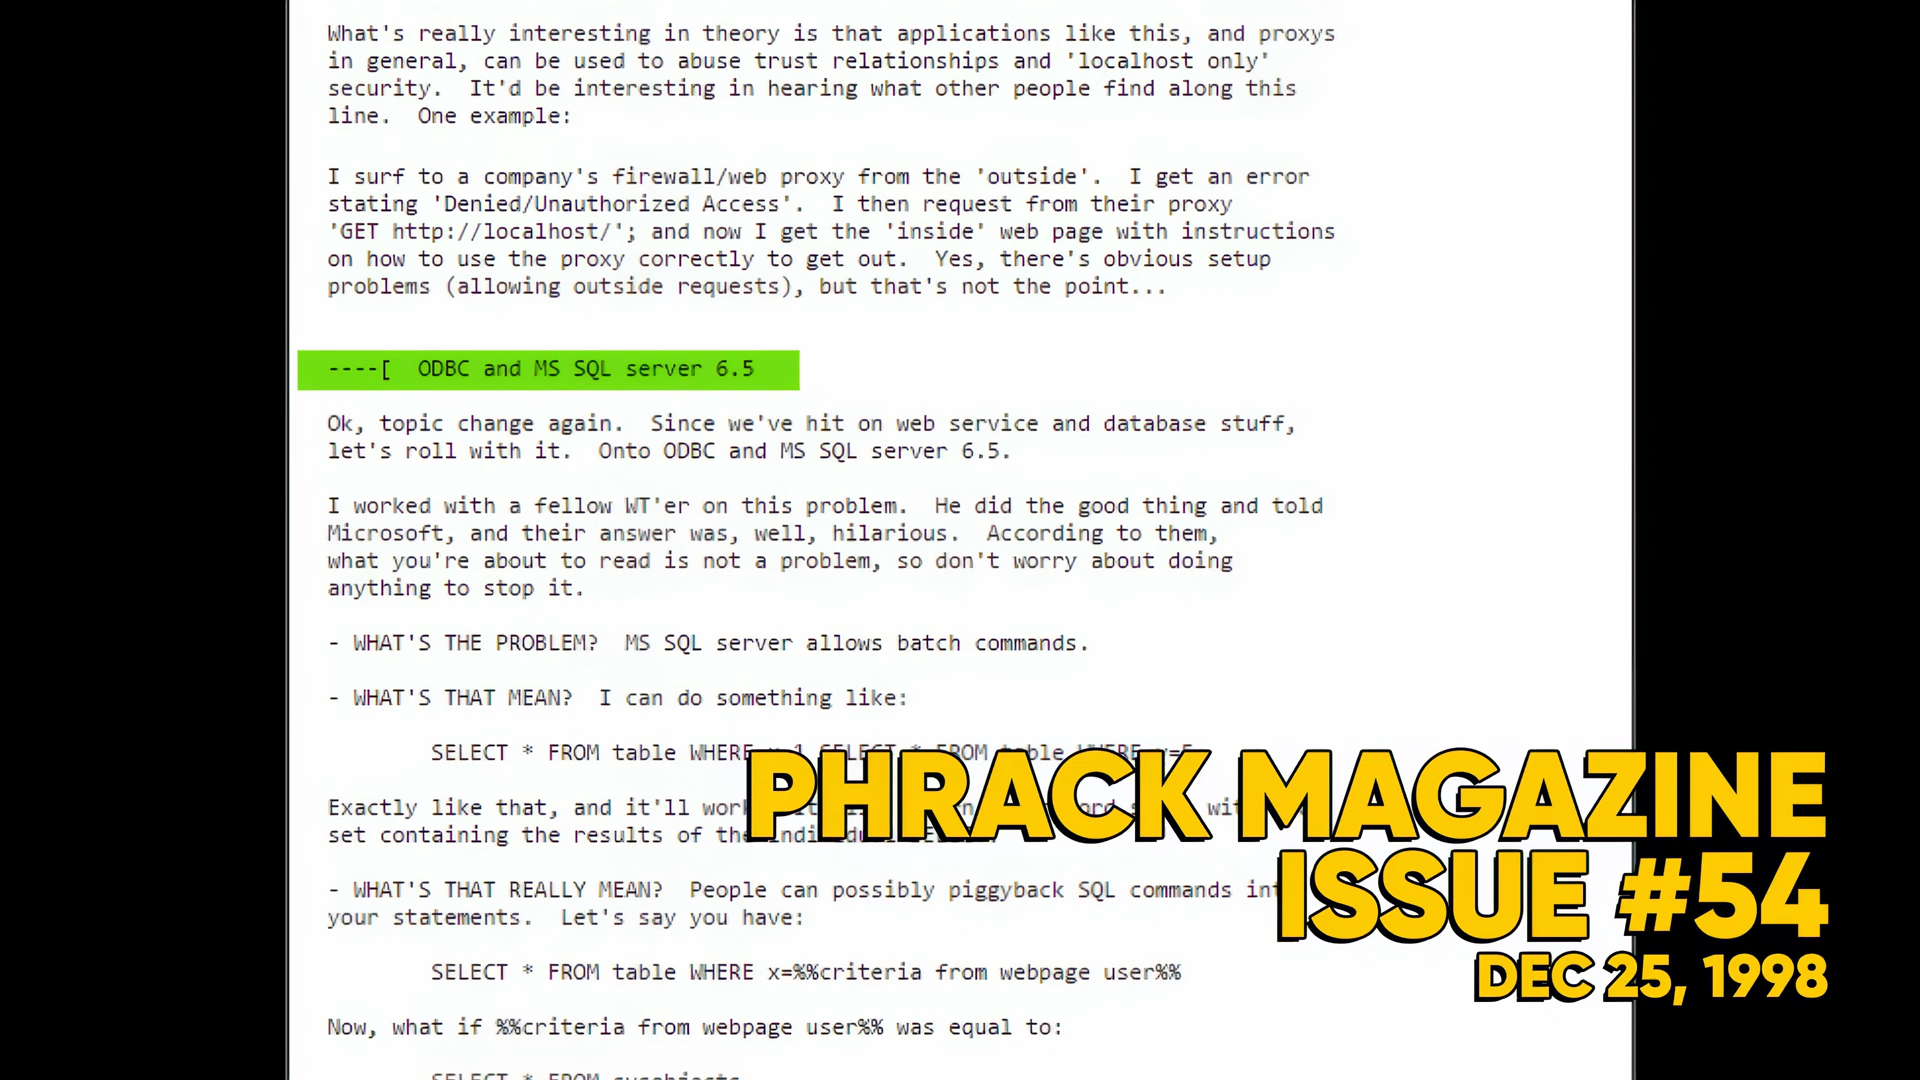 What's really interesting in theory is that applications like this, and proxys
in general, can be used to abuse trust relationships and 'localhost only'
security.  It'd be interesting in hearing what other people find along this
line.  One example:
I surf to a company's firewall/web proxy from the 'outside'.  I get an error
stating 'Denied/Unauthorized Access'.  I then request from their proxy
'GET http://localhost/'; and now I get the 'inside' web page with instructions
on how to use the proxy correctly to get out.  Yes, there's obvious setup
problems (allowing outside requests), but that's not the point...
----[  ODBC and MS SQL server 6.5
Ok, topic change again.  Since we've hit on web service and database stuff,
let's roll with it.  Onto ODBC and MS SQL server 6.5.
I worked with a fellow WT'er on this problem.  He did the good thing and told
Microsoft, and their answer was, well, hilarious.  According to them,
what you're about to read is not a problem, so don't worry about doing
anything to stop it.
- WHAT'S THE PROBLEM?  MS SQL server allows batch commands.
- WHAT'S THAT MEAN?  I can do something like:
SELECT * FROM table WHERE x=1 SELECT * FROM table WHERE y=5
Exactly like that, and it'll work
set containing the results of the
- WHAT'S THAT REALLY MEAN?  People can possibly piggyback SQL commands
your statements.  Let's say you have:
SELECT * FROM table WHERE x=%%criteria from webpage user%%
Now, what if %%criteria from webpage user%% was equal to:
SELECT * FROM sysobjects
PHRACK MAGAZINE
ISSUE #54
DEC 25, 1998